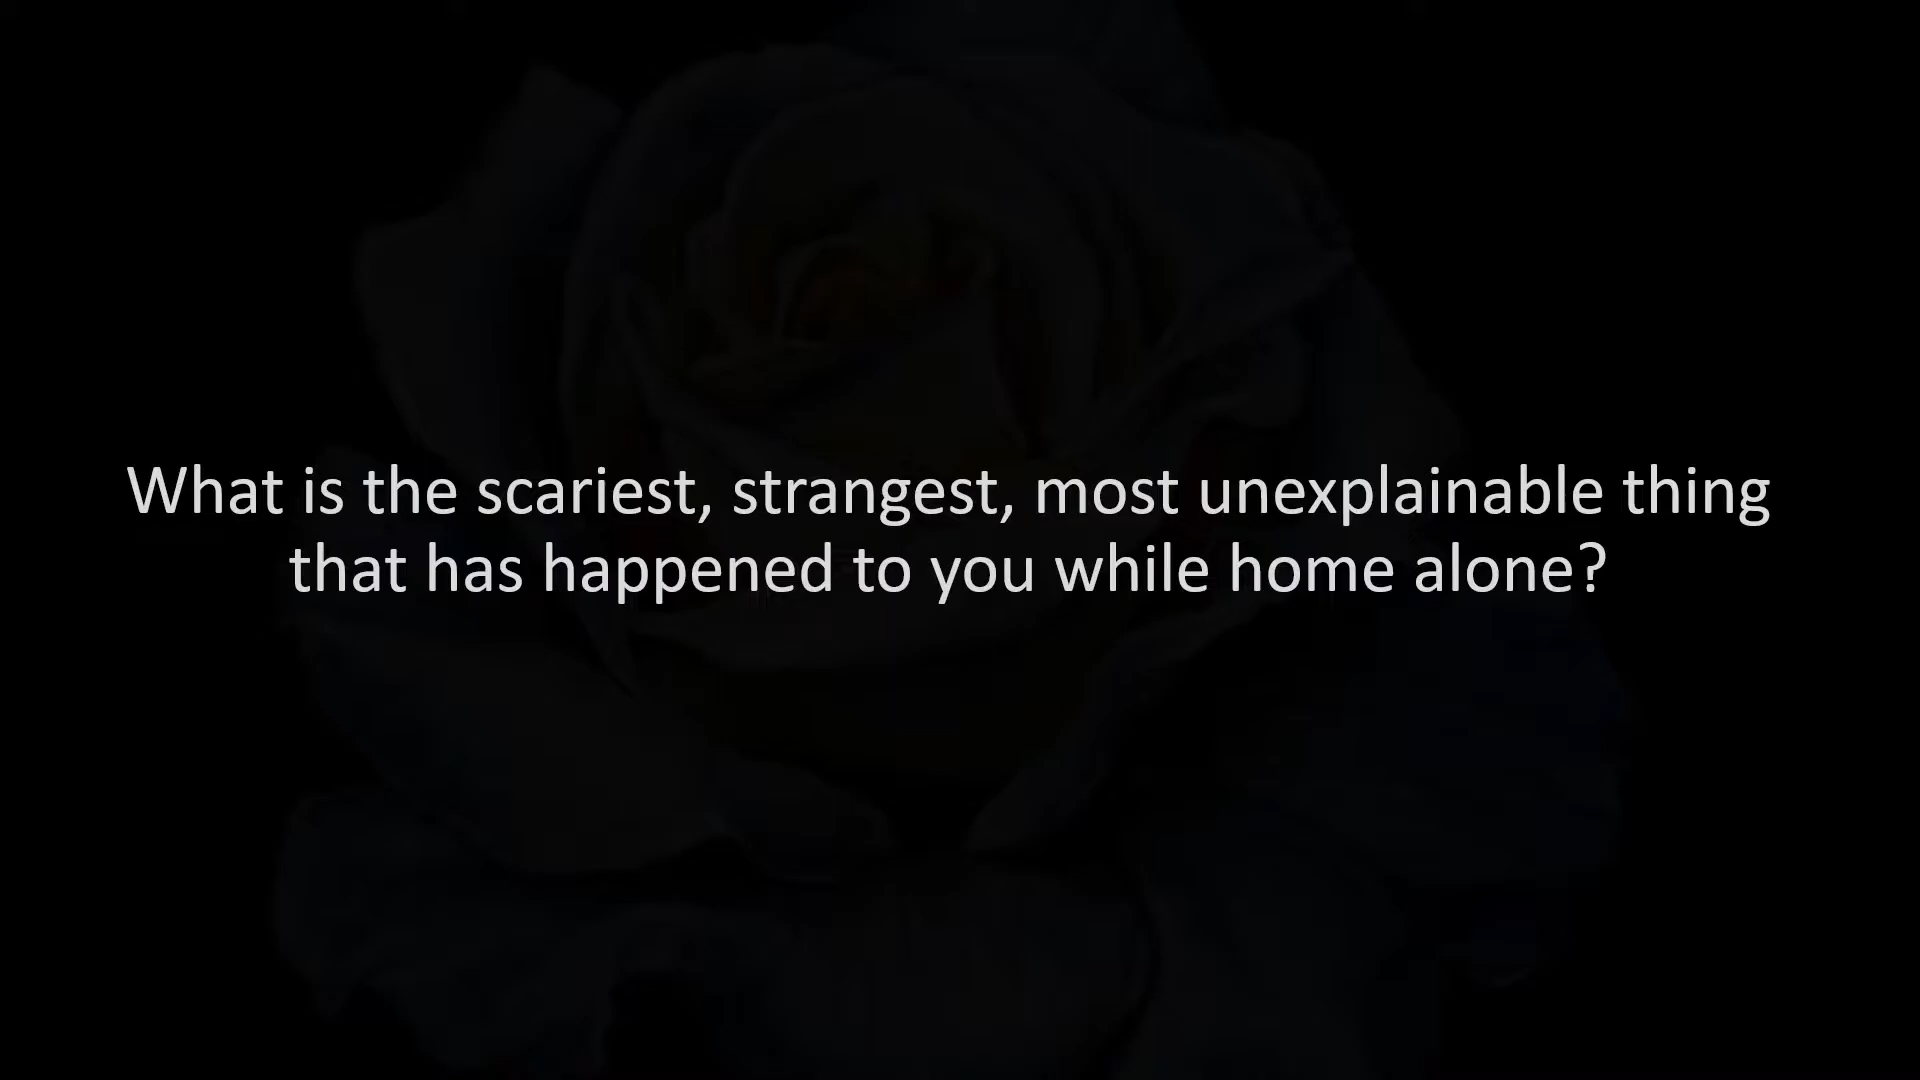 What is the scariest, strangest, most unexplainable thing
that has happened to you while home alone?